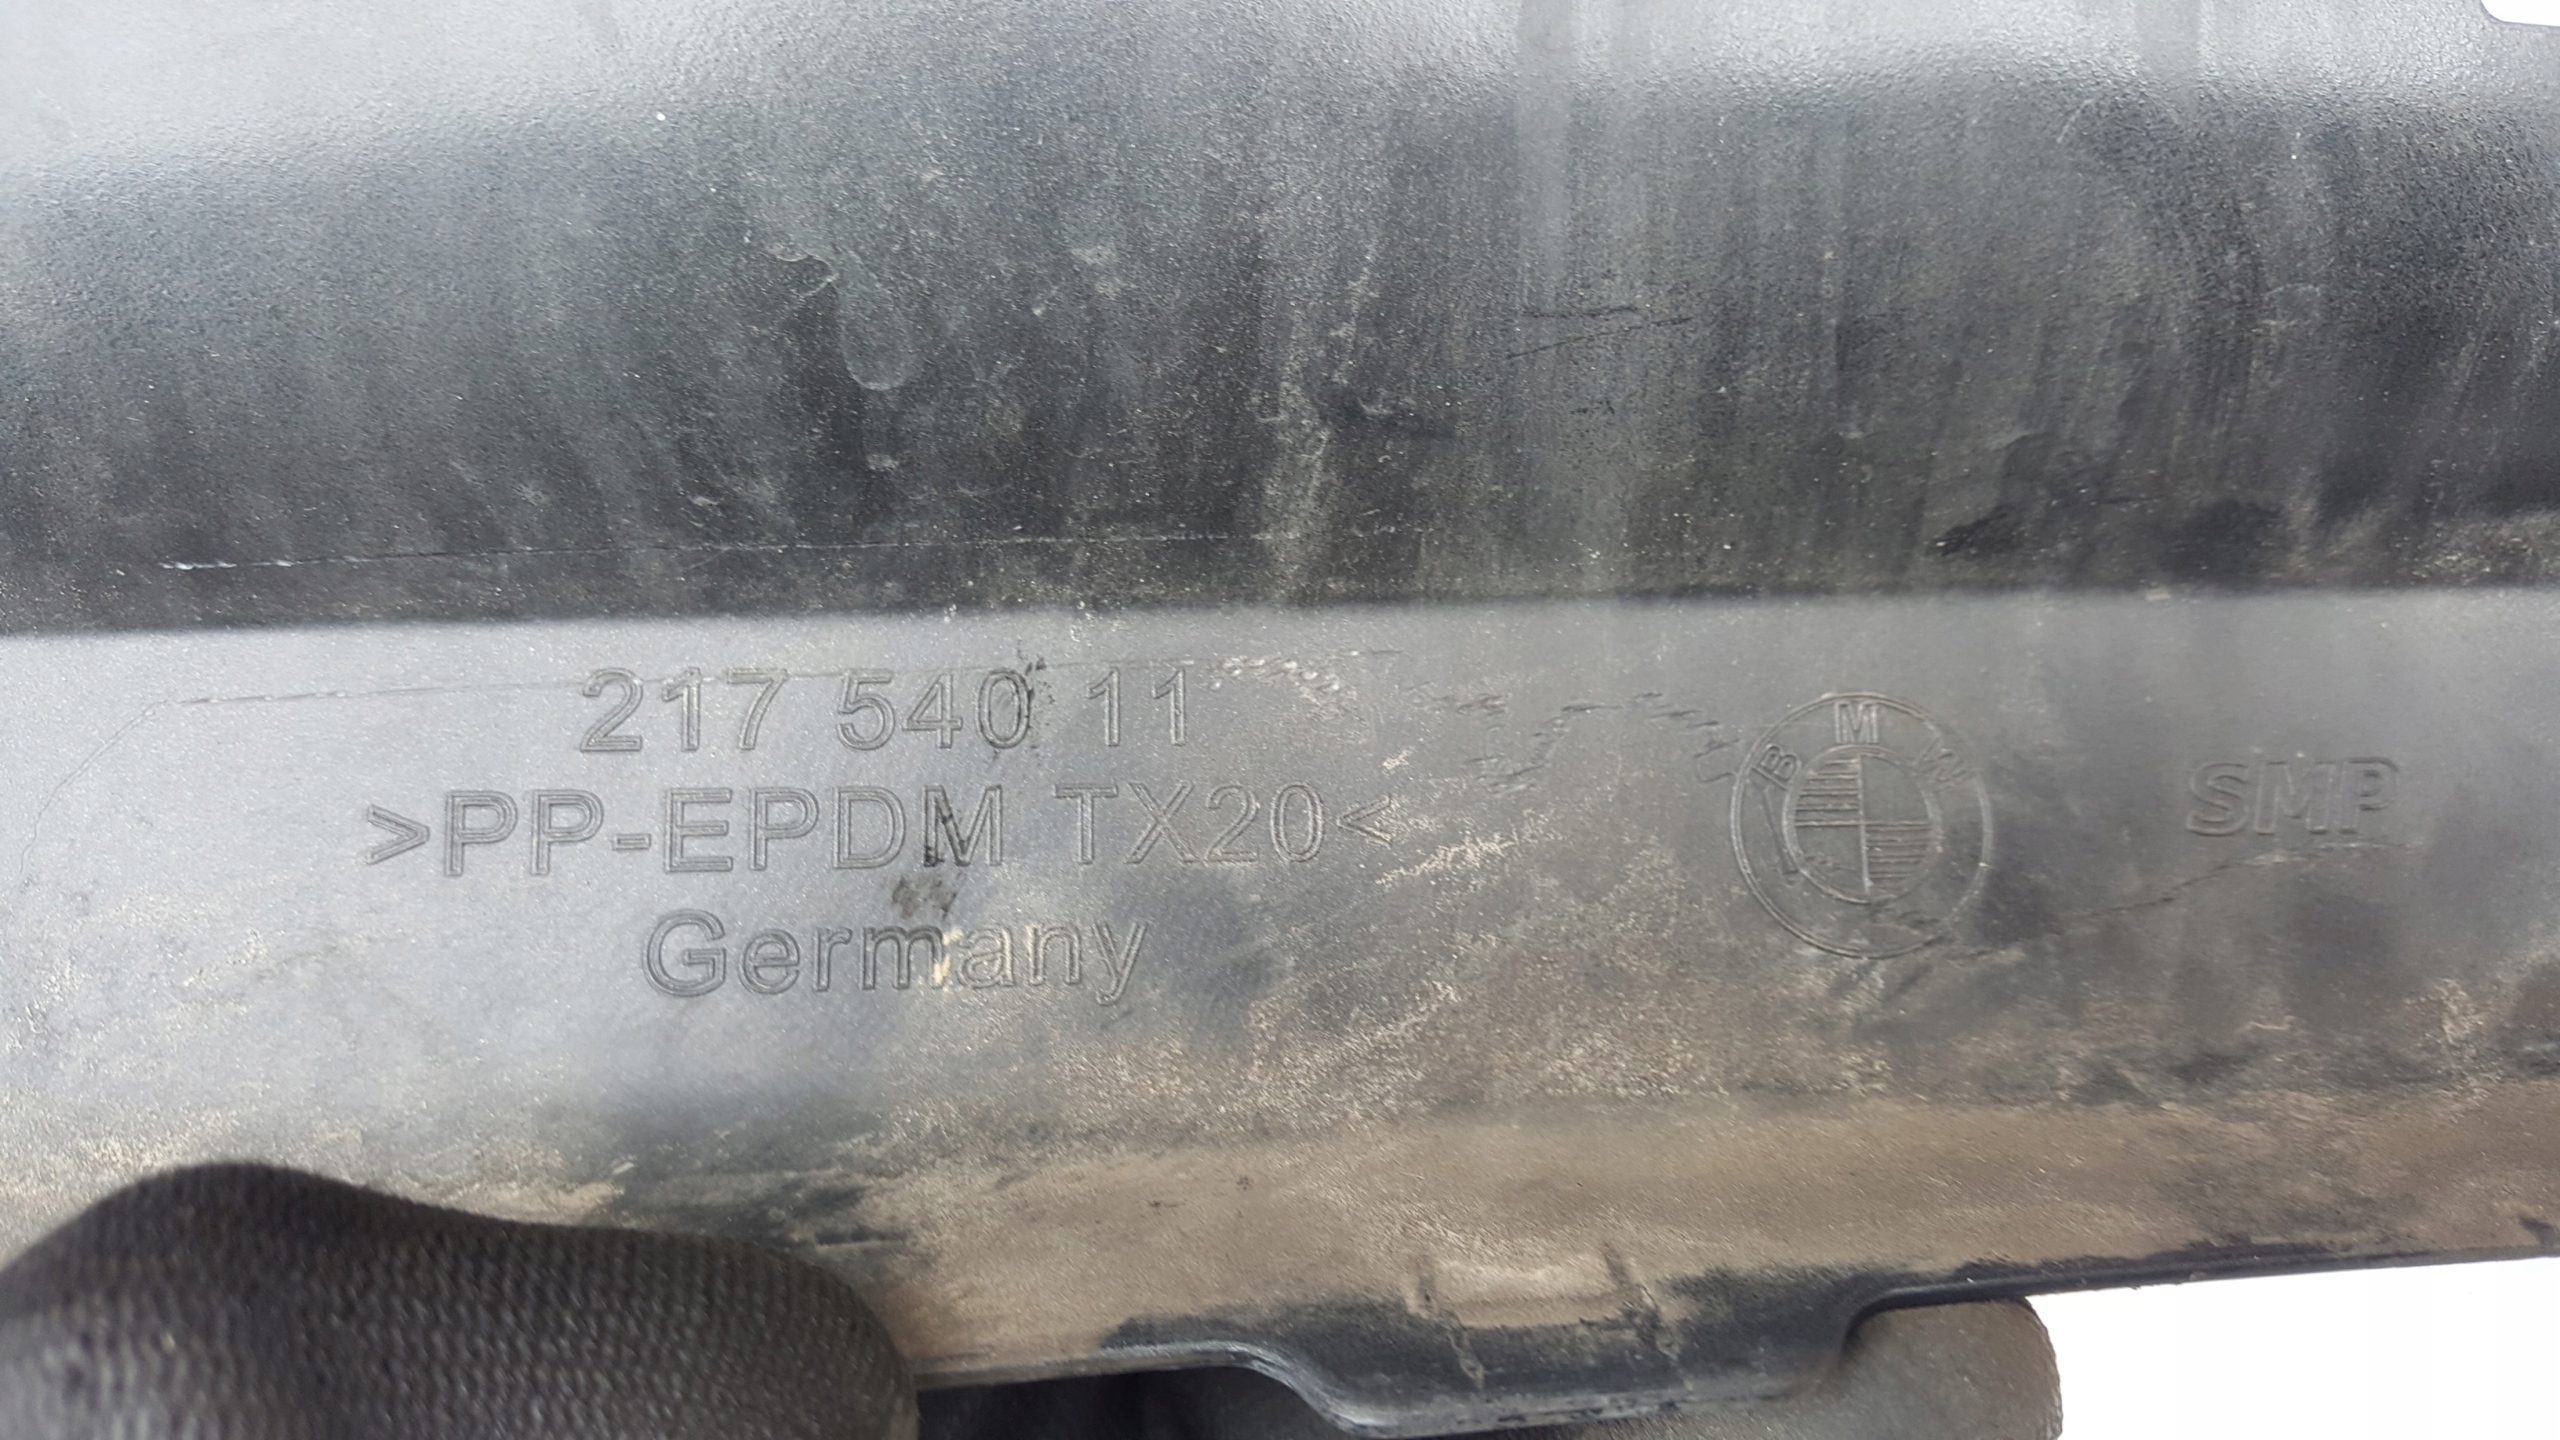 217 540 11
>PP-EPDM TX20<
Germany
BMW
SMP